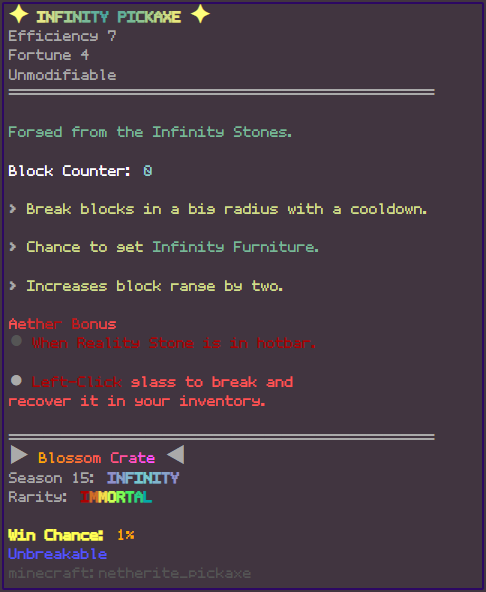 ✦ INFINITY PICKAXE ✦
Efficiency 7
Fortune 4
Unmodifiable
Forged from the Infinity Stones.
Block Counter: 0
> Break blocks in a big radius with a cooldown.
> Chance to get Infinity Furniture.
> Increases block range by two.
Aether Bonus
● When Reality Stone is in hotbar.
● Left-Click glass to break and
recover it in your inventory.
▶ Blossom Crate ◀
Season 15: INFINITY
Rarity: IMMORTAL
Win Chance: 1%
Unbreakable
minecraft:netherite_pickaxe